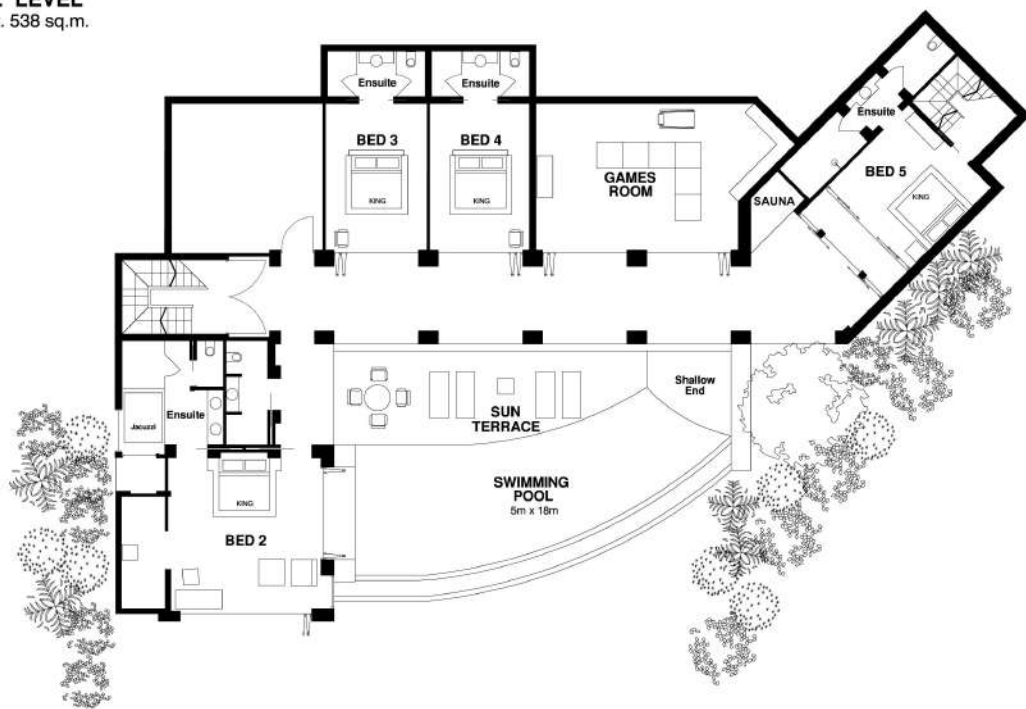 LEVEL
538 sq.m.
Ensuite
Ensuite
BED 3
KING
BED 4
KING
GAMES
ROOM
SAUNA
Ensuite
BED 5
KING
Ensuite
Jacuzzi
SUN
TERRACE
Shallow
End
SWIMMING
POOL
5m x 18m
KING
BED 2